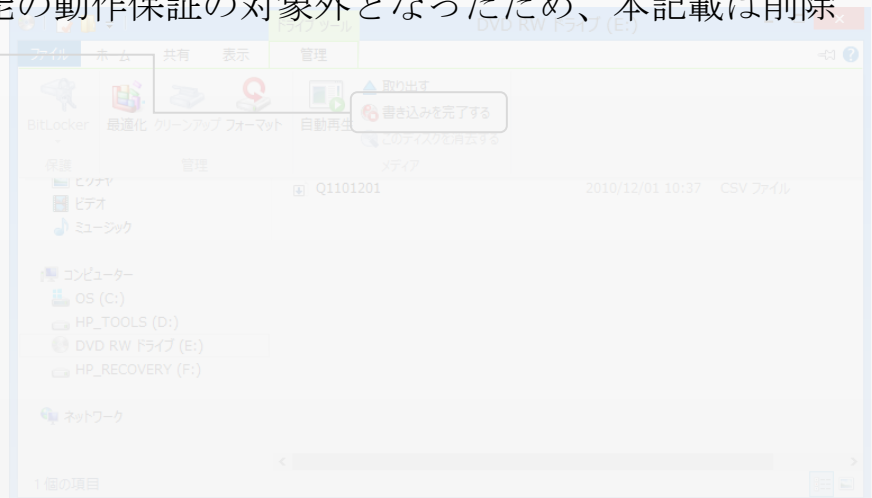 の動作保証の対象外となったため、本記載は削除
ドライブ ツール
DVD RW ドライブ (E:)
ファイル ホーム 共有 表示 管理
BitLocker
最適化 クリーンアップ フォーマット
自動再生
取り出す
書き込みを完了する
このディスクを消去する
保護 管理 メディア
ピクチャ
ビデオ
ミュージック
コンピューター
OS (C:)
HP_TOOLS (D:)
DVD RW ドライブ (E:)
HP_RECOVERY (F:)
ネットワーク
Q1101201 2010/12/01 10:37 CSV ファイル
1 個の項目